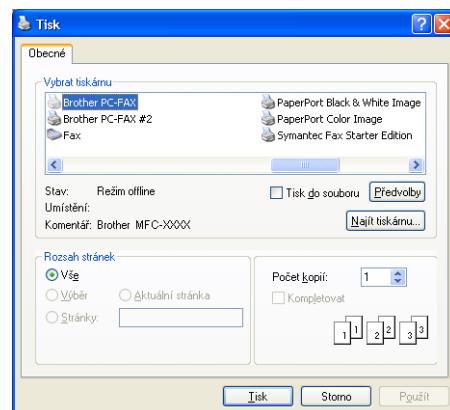 Tisk
Obecné
Vybrat tiskárnu
Brother PC-FAX
Brother PC-FAX #2
Fax
PaperPort Black & White Image
PaperPort Color Image
Symantec Fax Starter Edition
Stav: Režim offline
Umístění:
Komentář: Brother MFC-XXXX
Tisk do souboru
Předvolby
Najít tiskárnu...
Rozsah stránek
Vše
Výběr Aktuální stránka
Stránky:
Počet kopií: 1
Kompletovat
1 1 2 2 3 3
Tisk Storno Použít